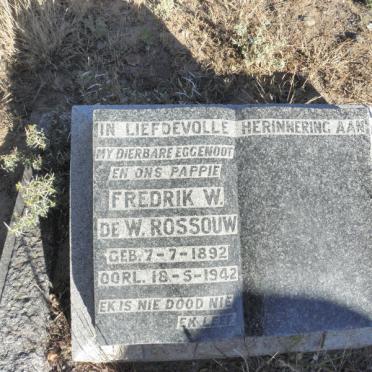 IN LIEFDEVOLLE HERINNERING AAN
MY DIERBARE EGGENOOT
EN ONS PAPPIE
FREDRIK W.
DE W. ROSSOUW
GEB. 7-7-1892
OORL. 18-5-1942
EK IS NIE DOOD NIE
EK LEEF